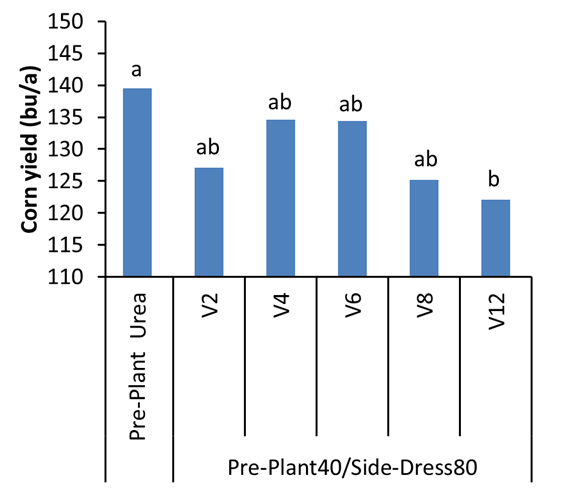 Corn yield (bu/a)
150
145
140
135
130
125
120
115
110
a
ab
ab
ab
ab
b
Pre-Plant Urea
V2
V4
V6
V8
V12
Pre-Plant40/Side-Dress80